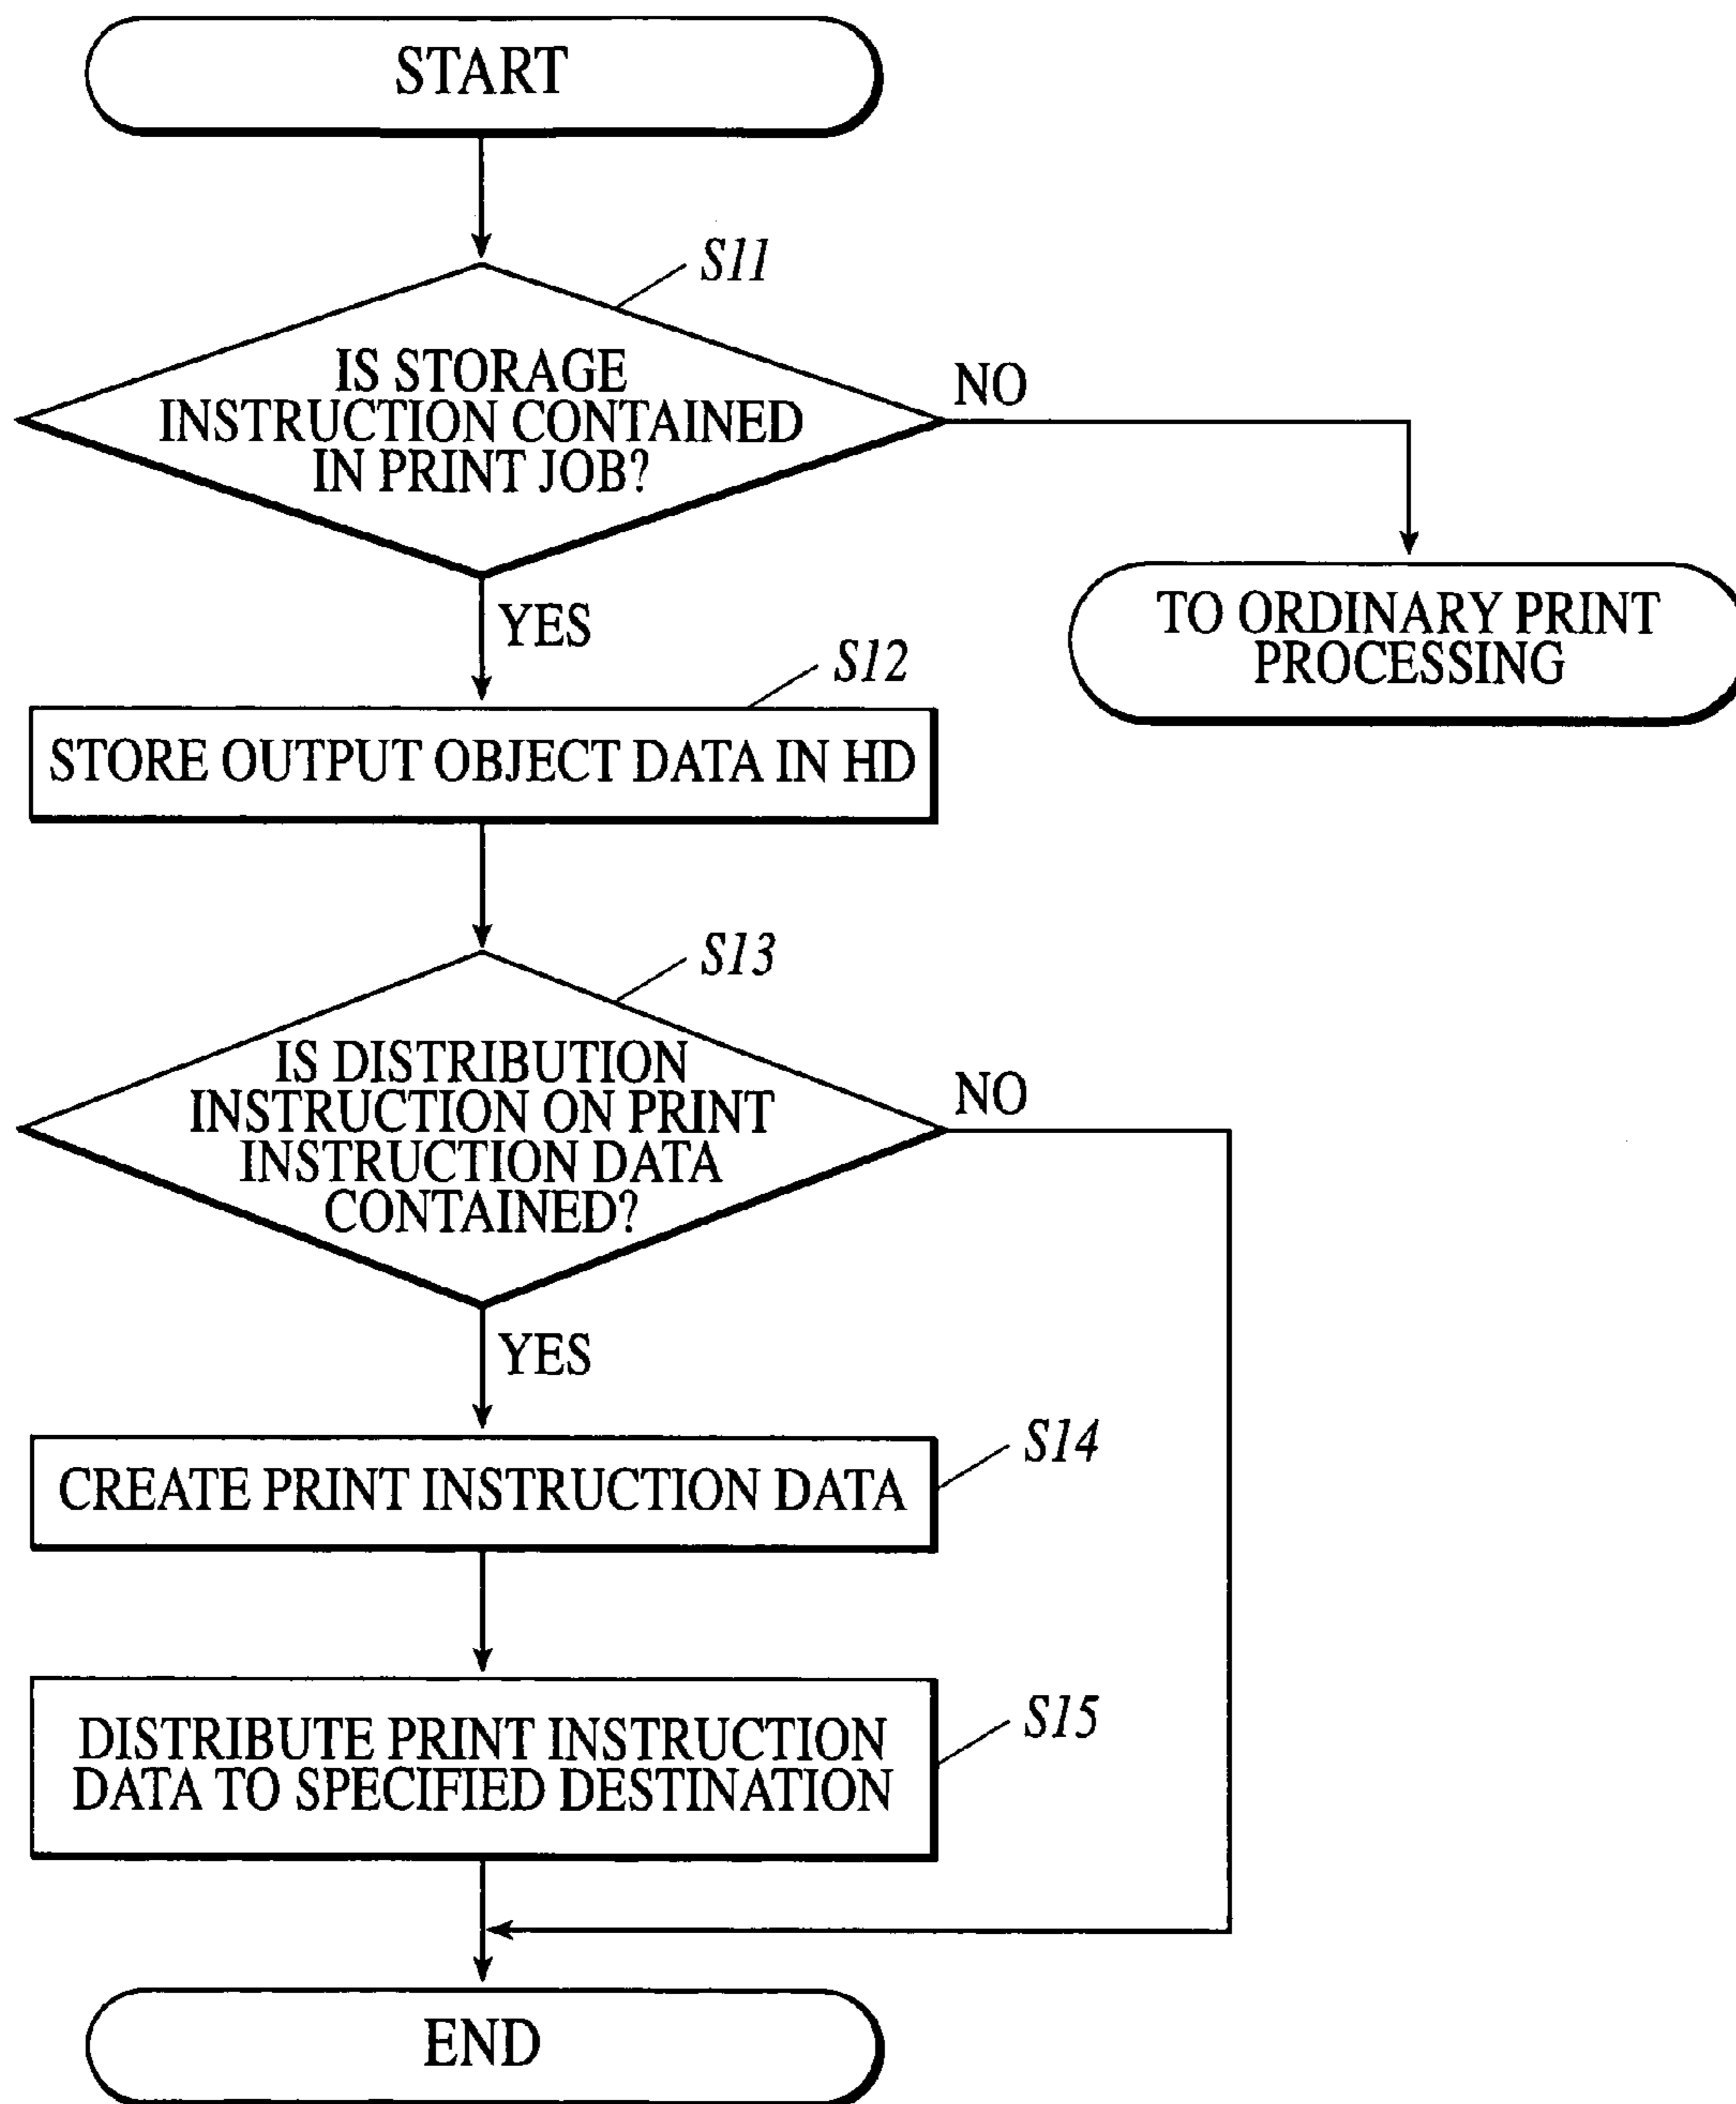 START
S11
IS STORAGE
INSTRUCTION CONTAINED
IN PRINT JOB?
NO
YES
TO ORDINARY PRINT
PROCESSING
S12
STORE OUTPUT OBJECT DATA IN HD
S13
IS DISTRIBUTION
INSTRUCTION ON PRINT
INSTRUCTION DATA
CONTAINED?
NO
YES
S14
CREATE PRINT INSTRUCTION DATA
S15
DISTRIBUTE PRINT INSTRUCTION
DATA TO SPECIFIED DESTINATION
END